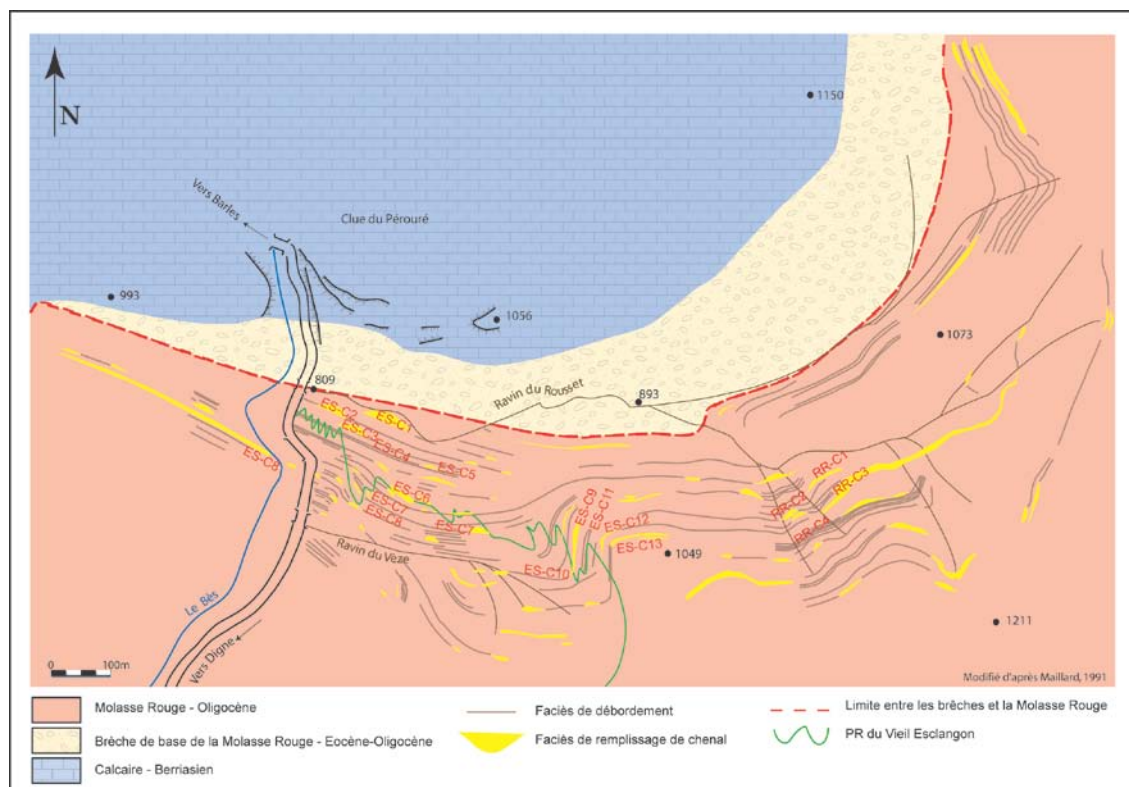 N
1150
Vers Barles
Clue du Pérouré
993
1056
1073
809
Ravin du Rousset
893
ES-C2
ES-C1
ES-C3
ES-C4
ES-C5
ES-C8
ES-C6
ES-C7
ES-C8
ES-C7
ES-C9
ES-C11
ES-C12
ES-C13
ES-C10
RR-C1
RR-C3
RR-C2
RR-C4
1049
Ravin du Vèze
Le Bès
1211
Vers Digne
0 100m
Modifié d'après Maillard, 1991
Molasse Rouge - Oligocène
Faciès de débordement
Limite entre les brèches et la Molasse Rouge
Brèche de base de la Molasse Rouge - Eocène-Oligocène
Faciès de remplissage de chenal
PR du Vieil Esclangon
Calcaire - Berriasien